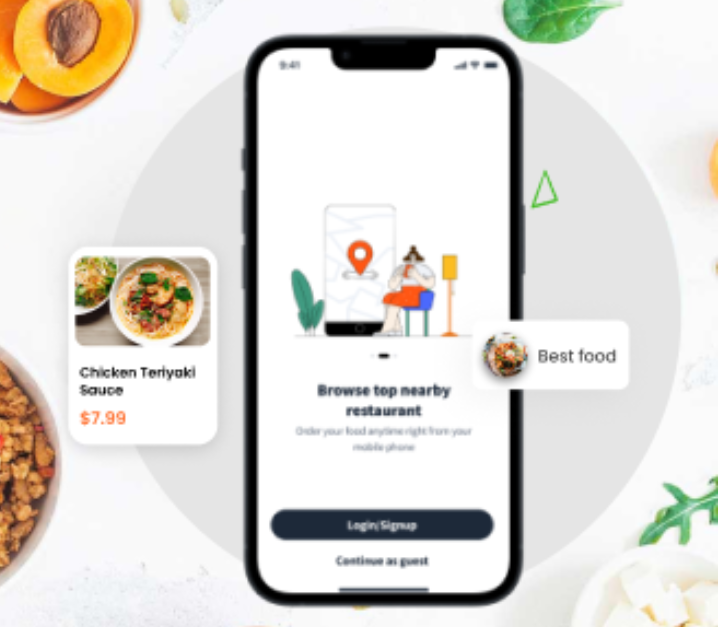 9:41
Chicken Teriyaki
Sauce
$7.99
Best food
Browse top nearby
restaurant
Order your food anytime right from your
mobile phone
Login/Signup
Continue as guest